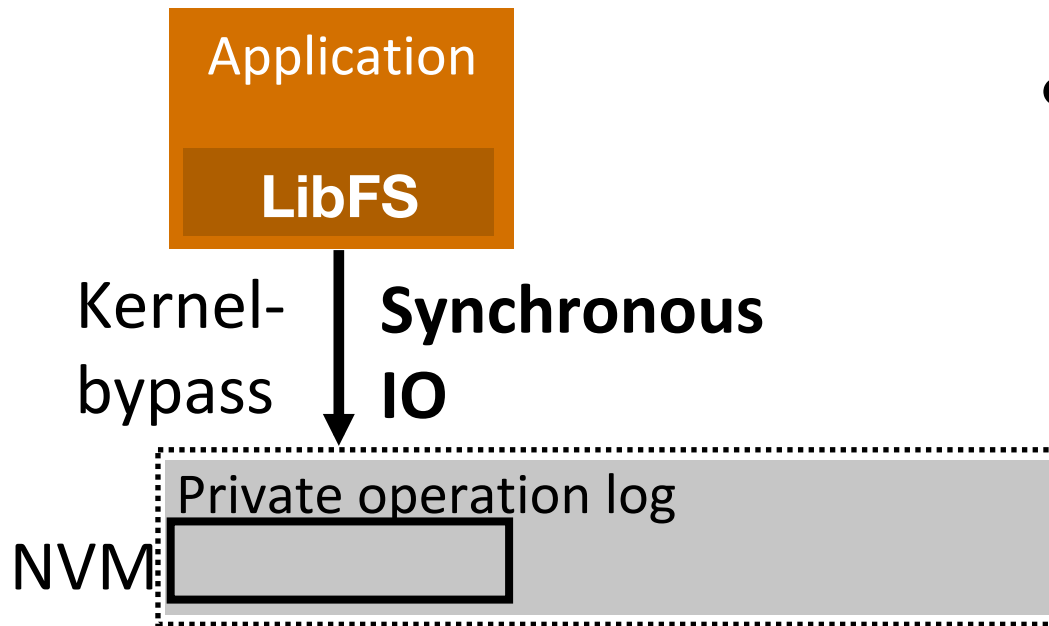 Application
LibFS
Kernel-
bypass
Synchronous
IO
Private operation log
NVM